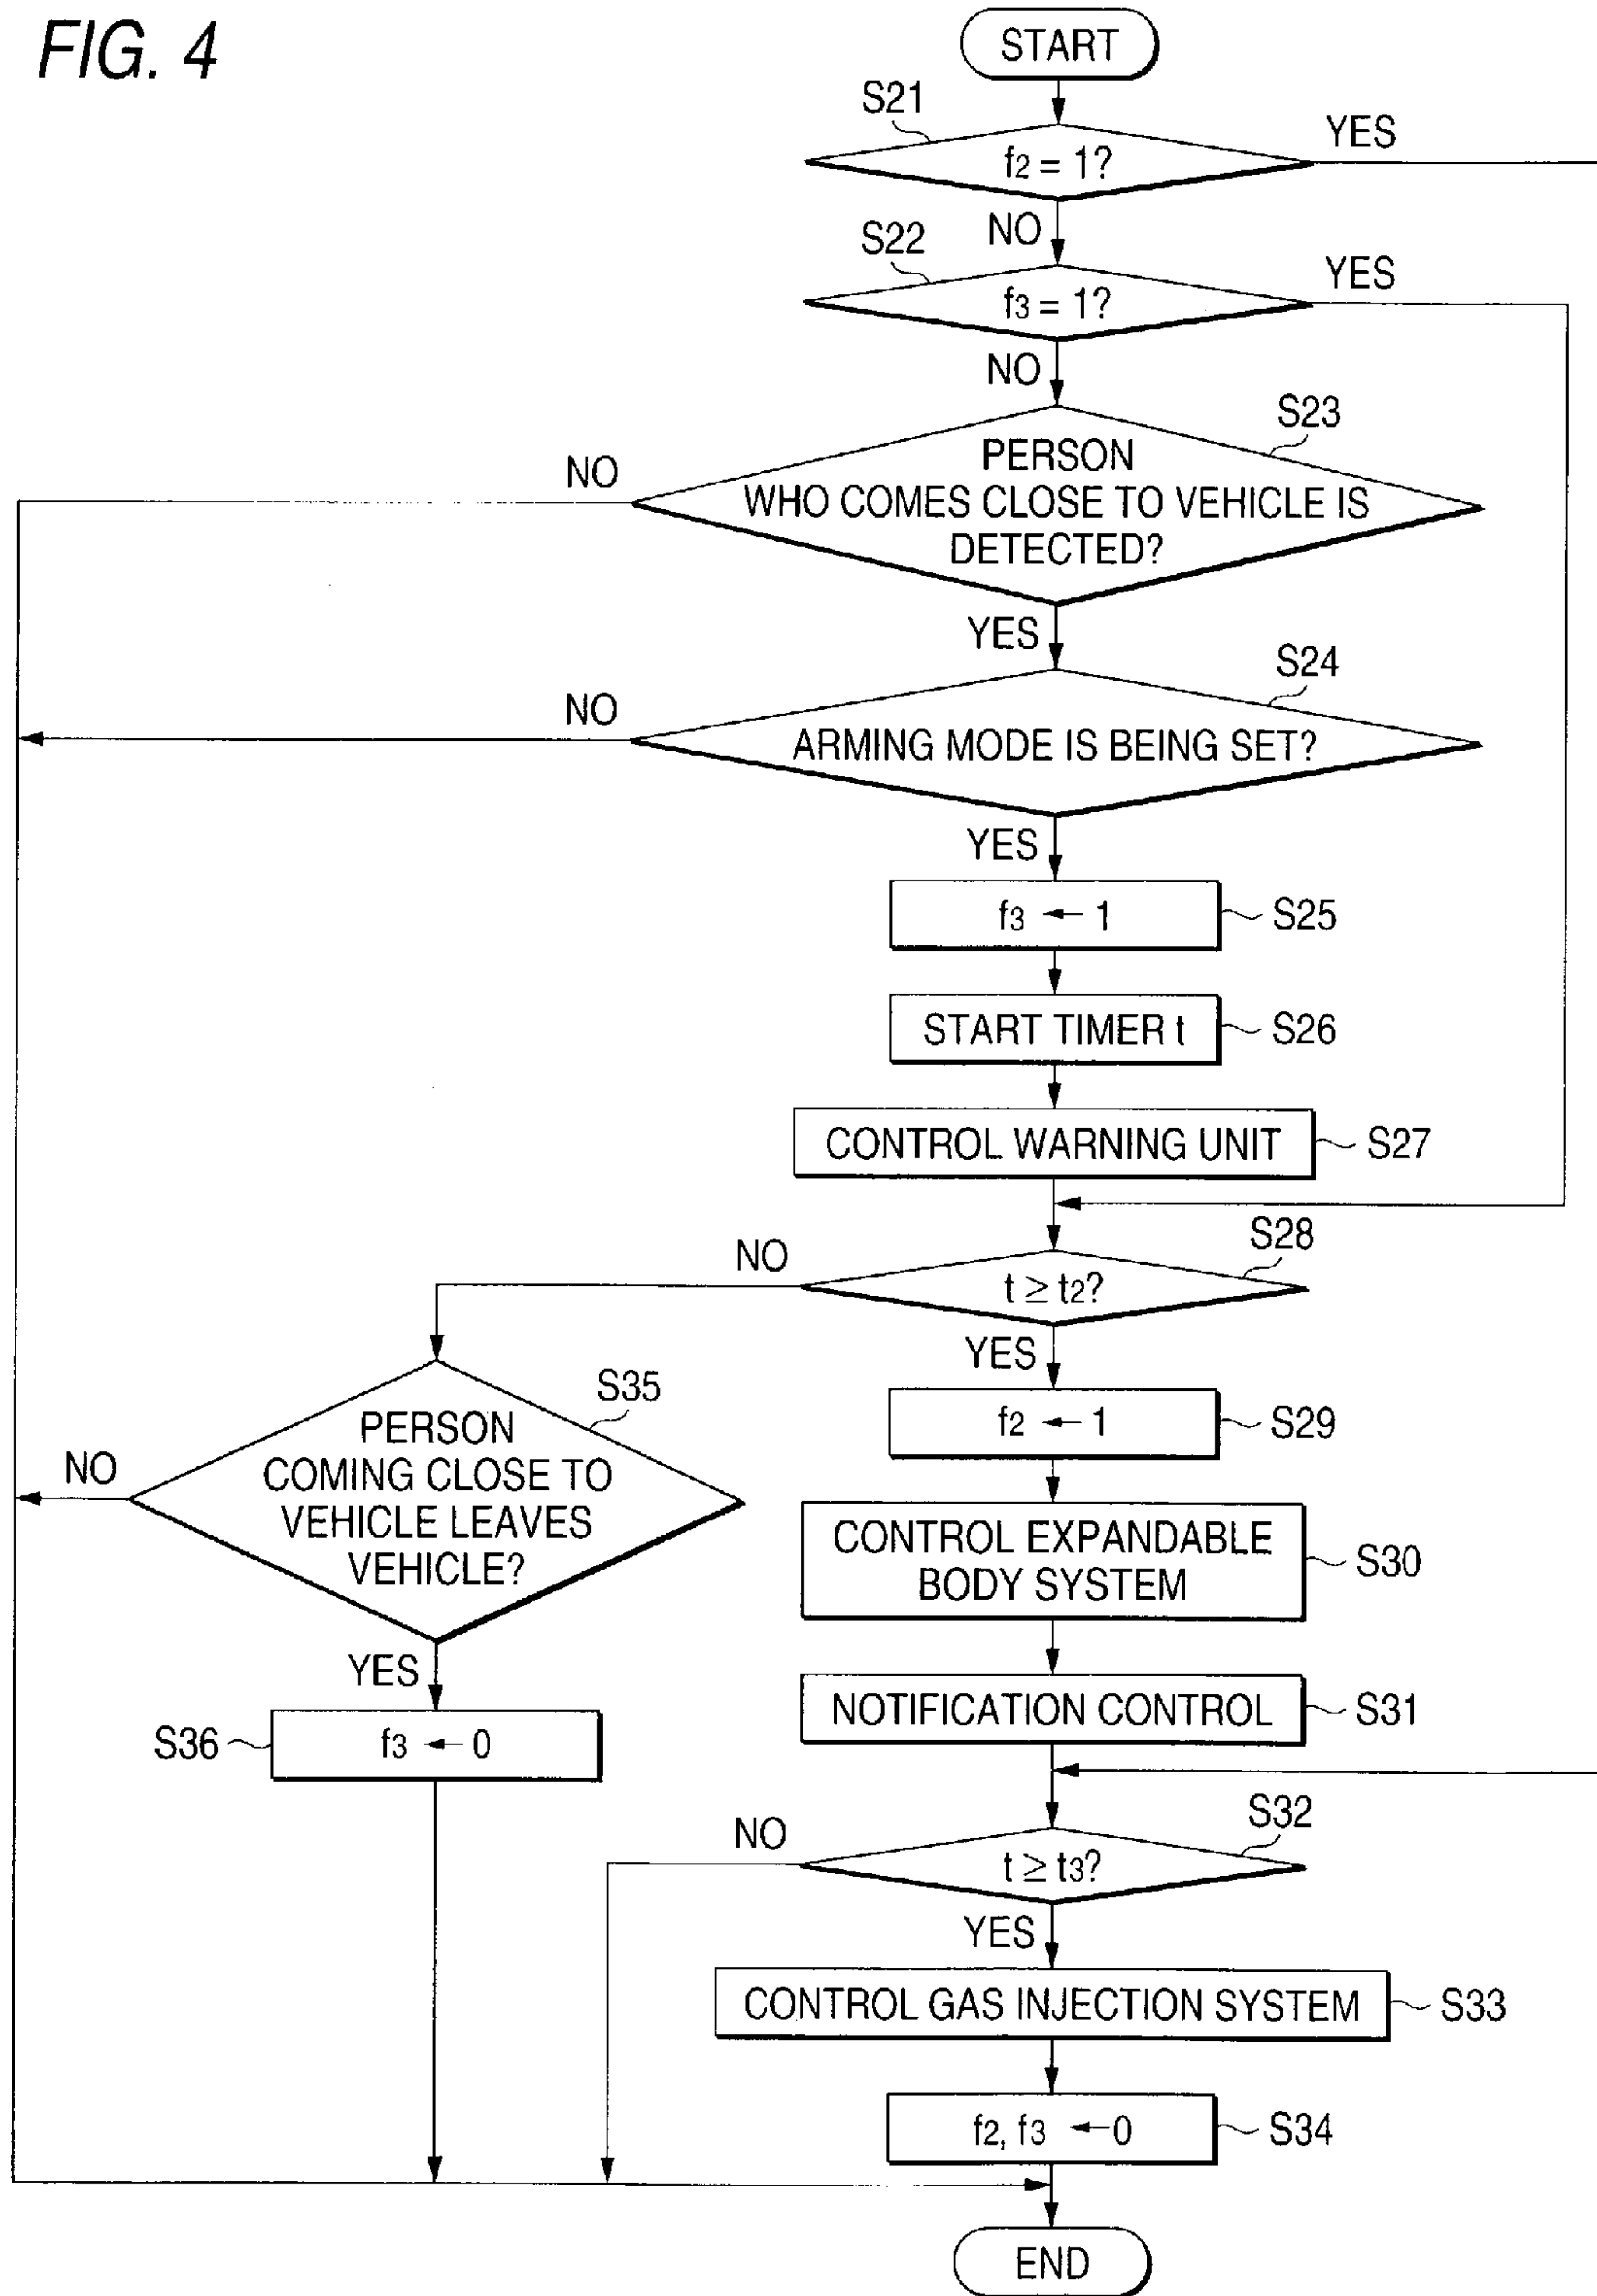 FIG. 4
START
S21
f2 = 1?
YES
NO
S22
f3 = 1?
YES
NO
S23
PERSON
WHO COMES CLOSE TO VEHICLE IS
DETECTED?
NO
YES
S24
ARMING MODE IS BEING SET?
NO
YES
f3 ← 1
S25
START TIMER t
S26
CONTROL WARNING UNIT
S27
S28
t ≥ t2?
NO
YES
f2 ← 1
S29
S35
PERSON
COMING CLOSE TO
VEHICLE LEAVES
VEHICLE?
NO
YES
CONTROL EXPANDABLE
BODY SYSTEM
S30
NOTIFICATION CONTROL
S31
S36
f3 ← 0
S32
t ≥ t3?
NO
YES
CONTROL GAS INJECTION SYSTEM
S33
f2, f3 ← 0
S34
END